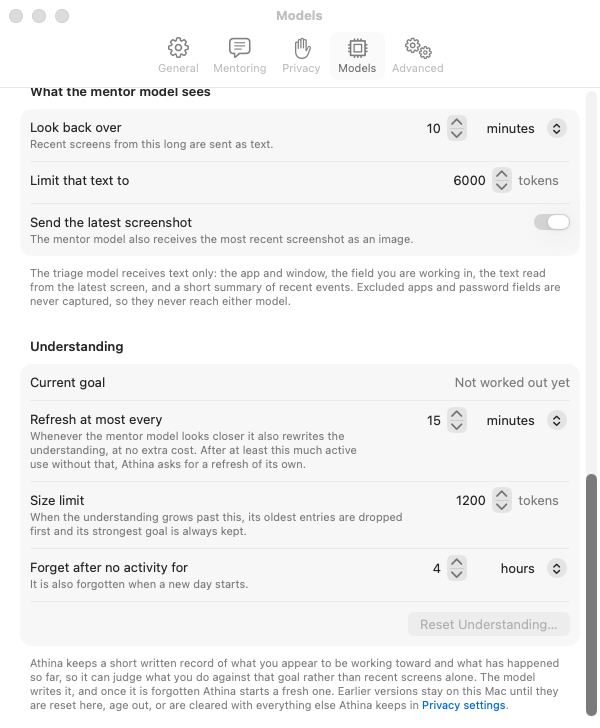 Models
General
Mentoring
Privacy
Models
Advanced
What the mentor model sees
Look back over
10
minutes
Recent screens from this long are sent as text.
Limit that text to
6000
tokens
Send the latest screenshot
The mentor model also receives the most recent screenshot as an image.
The triage model receives text only: the app and window, the field you are working in, the text read
from the latest screen, and a short summary of recent events. Excluded apps and password fields are
never captured, so they never reach either model.
Understanding
Current goal
Not worked out yet
Refresh at most every
15
minutes
Whenever the mentor model looks closer it also rewrites the
understanding, at no extra cost. After at least this much active
use without that, Athina asks for a refresh of its own.
Size limit
1200
tokens
When the understanding grows past this, its oldest entries are dropped
first and its strongest goal is always kept.
Forget after no activity for
4
hours
It is also forgotten when a new day starts.
Reset Understanding...
Athina keeps a short written record of what you appear to be working toward and what has happened
so far, so it can judge what you do against that goal rather than recent screens alone. The model
writes it, and once it is forgotten Athina starts a fresh one. Earlier versions stay on this Mac until they
are reset here, age out, or are cleared with everything else Athina keeps in Privacy settings.